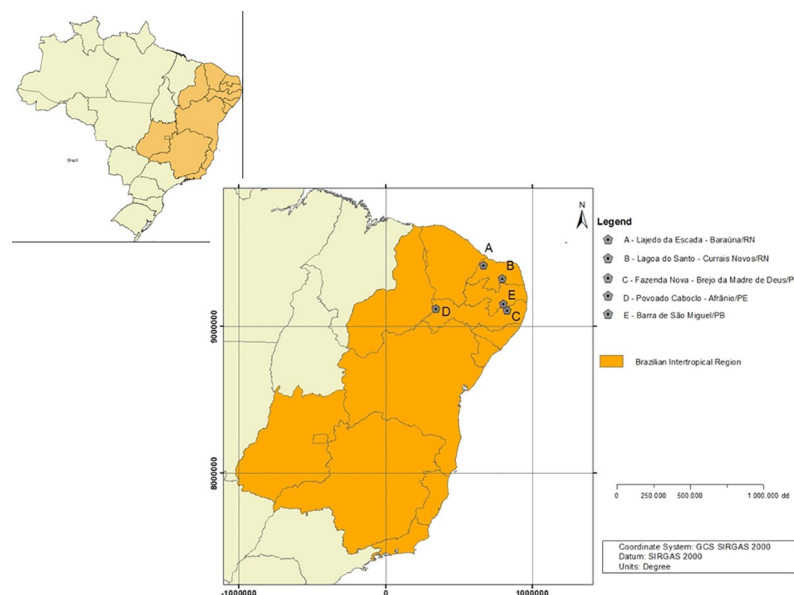 Brazil
N
Legend
A - Lajedo da Escada - Baraúna/RN
B - Lagoa do Santo - Currais Novos/RN
C - Fazenda Nova - Brejo da Madre de Deus/P
D - Povoado Caboclo - Afrânio/PE
E - Barra de São Miguel/PB
Brazilian Intertropical Region
A
B
E
D
C
9000000
8000000
-1000000
0
1000000
0
250.000
500.000
1.000.000 dd
Coordinate System: GCS SIRGAS 2000
Datum: SIRGAS 2000
Units: Degree